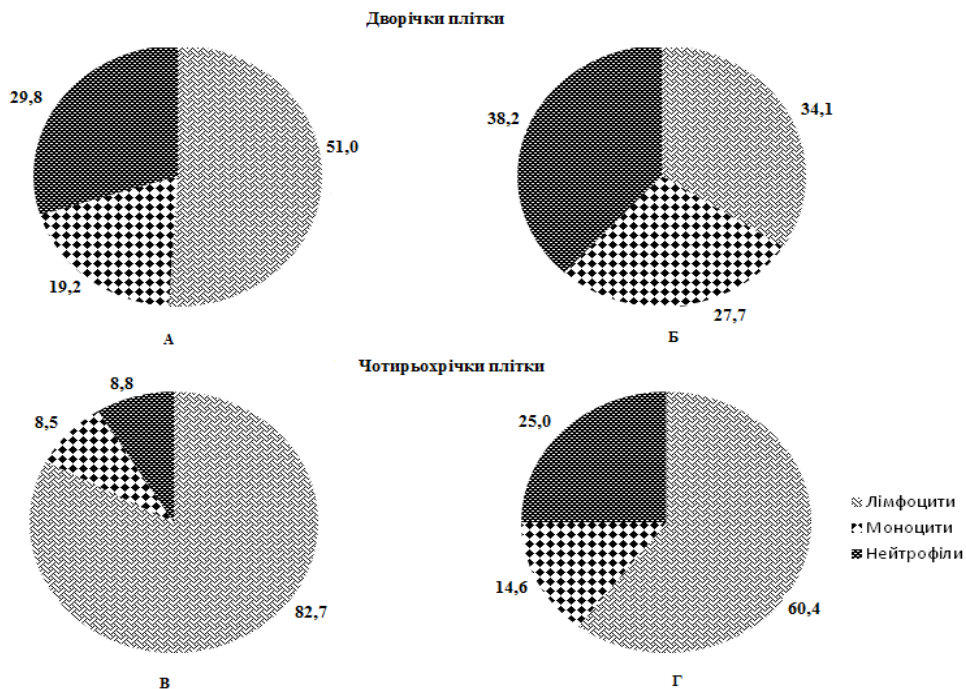 Дворічки плітки
29,8
51,0
19,2
А
38,2
34,1
27,7
Б
Чотирьохрічки плітки
8,8
8,5
82,7
В
25,0
14,6
60,4
Г
Лімфоцити
Моноцити
Нейтрофіли